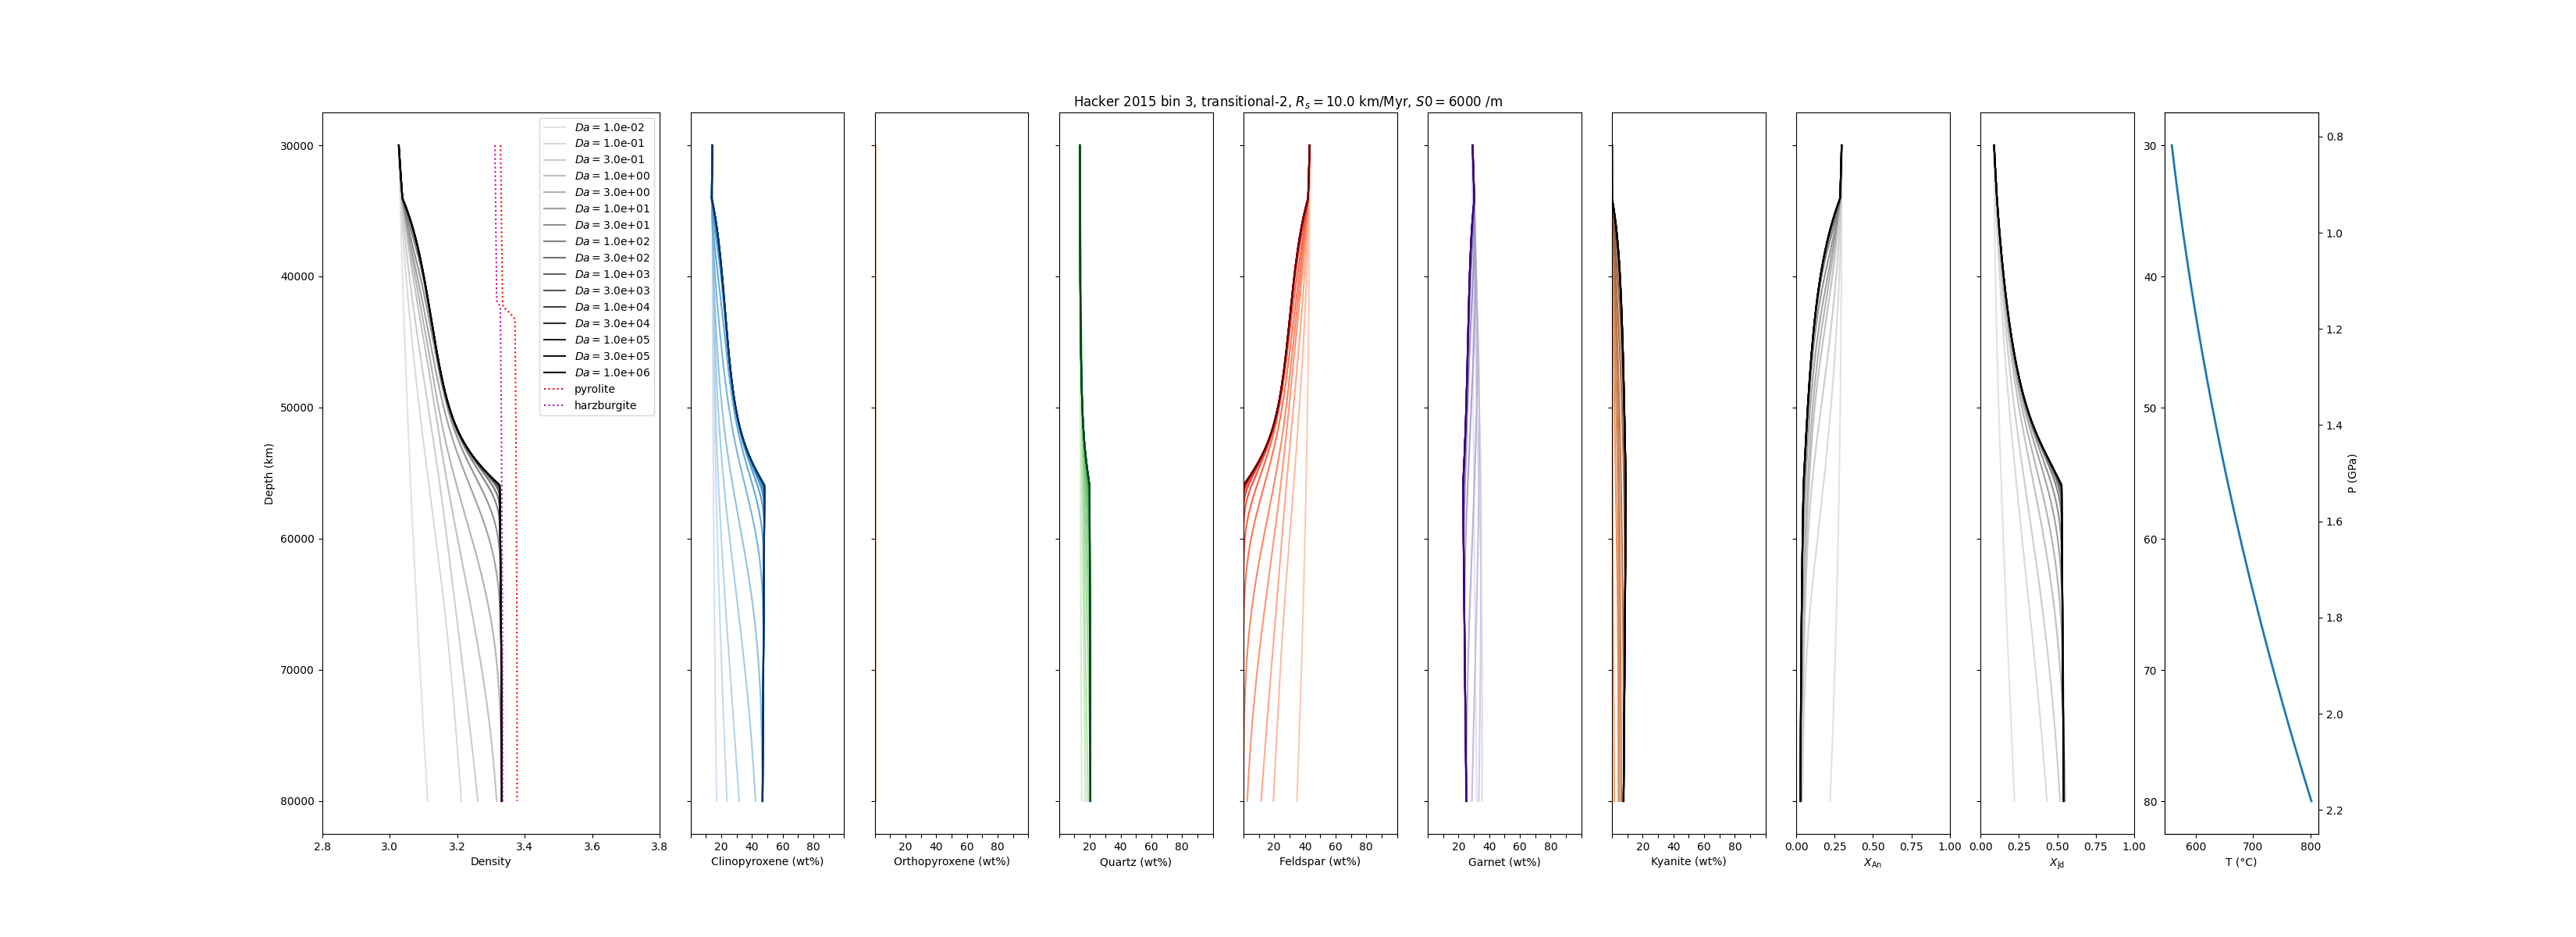 Hacker 2015 bin 3, transitional-2, R_s = 10.0 km/Myr, S0 = 6000 /m
Da = 1.0e-02
Da = 1.0e-01
Da = 3.0e-01
Da = 1.0e+00
Da = 3.0e+00
Da = 1.0e+01
Da = 3.0e+01
Da = 1.0e+02
Da = 3.0e+02
Da = 1.0e+03
Da = 3.0e+03
Da = 1.0e+04
Da = 3.0e+04
Da = 1.0e+05
Da = 3.0e+05
Da = 1.0e+06
pyrolite
harzburgite
Depth (km)
30000
40000
50000
60000
70000
80000
2.8 3.0 3.2 3.4 3.6 3.8
Density
20 40 60 80
Clinopyroxene (wt%)
Orthopyroxene (wt%)
20 40 60 80
Quartz (wt%)
20 40 60 80
Feldspar (wt%)
20 40 60 80
Garnet (wt%)
20 40 60 80
Kyanite (wt%)
0.00 0.25 0.50 0.75 1.00
X_An
0.00 0.25 0.50 0.75 1.00
X_Jd
30
40
50
60
70
80
600 700 800
T (°C)
0.8
1.0
1.2
1.4
1.6
1.8
2.0
2.2
P (GPa)